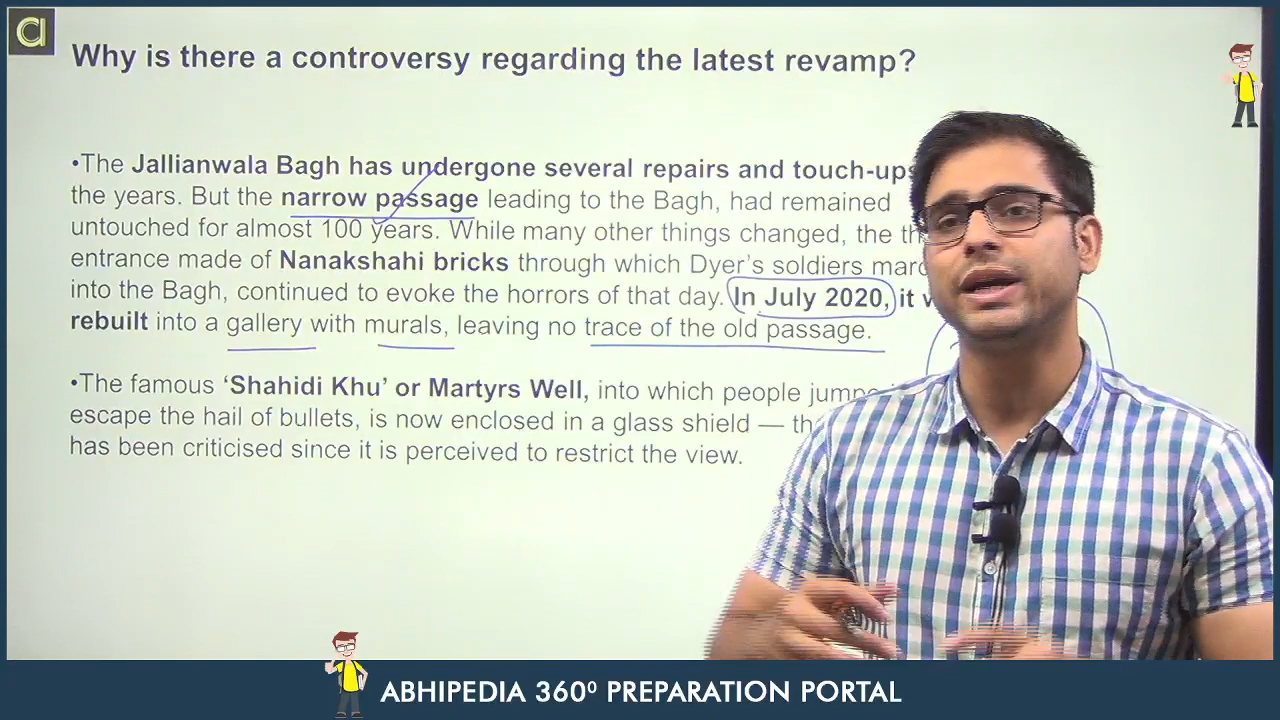 Why is there a controversy regarding the latest revamp?
•The Jallianwala Bagh has undergone several repairs and touch-ups
the years. But the narrow passage leading to the Bagh, had remained
untouched for almost 100 years. While many other things changed, the
entrance made of Nanakshahi bricks through which Dyer's soldiers
into the Bagh, continued to evoke the horrors of that day. In July 2020, it
rebuilt into a gallery with murals, leaving no trace of the old passage.
•The famous 'Shahidi Khu' or Martyrs Well, into which people
escape the hail of bullets, is now enclosed in a glass shield —
has been criticised since it is perceived to restrict the view.
ABHIPEDIA 360⁰ PREPARATION PORTAL